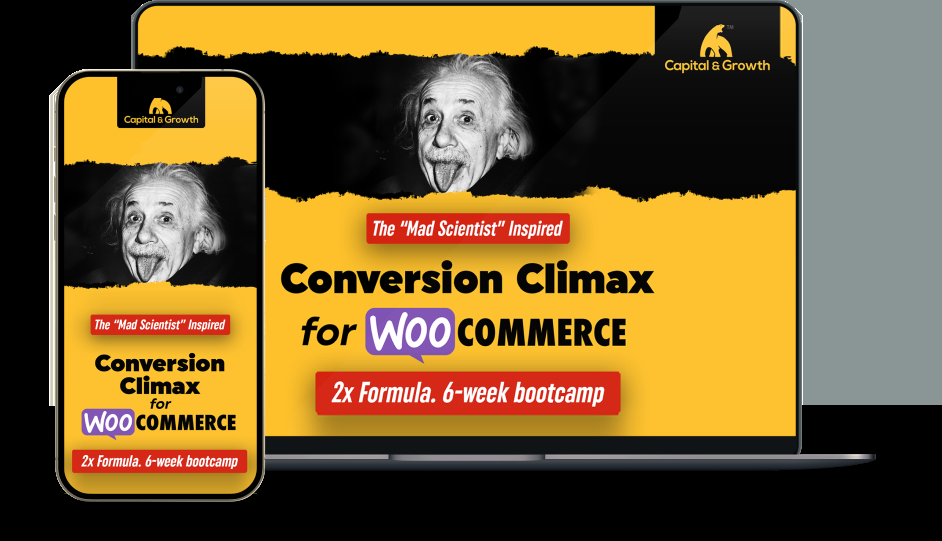 Capital & Growth
TM
The "Mad Scientist" Inspired
Conversion Climax
for WOO COMMERCE
2x Formula. 6-week bootcamp
Capital & Growth
The "Mad Scientist" Inspired
Conversion
Climax
for
WOO COMMERCE
2x Formula. 6-week bootcamp